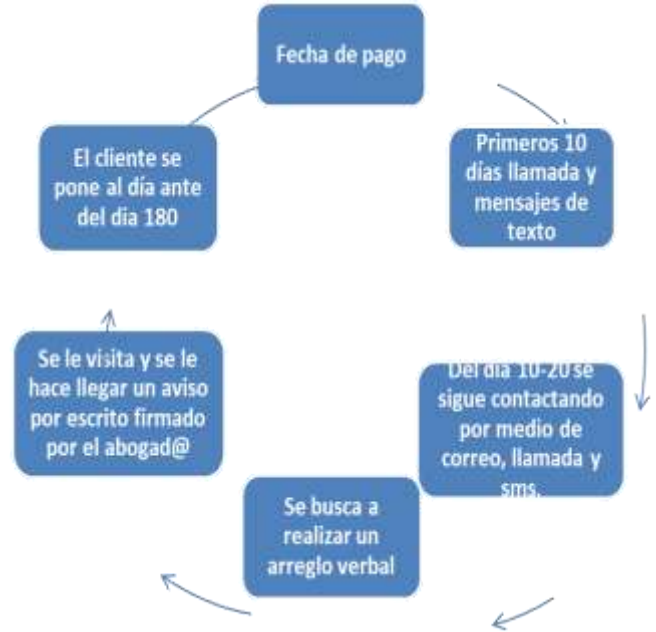 Fecha de pago
Primeros 10
días llamada y
mensajes de
texto
Del día 10-20 se
sigue contactando
por medio de
correo, llamada y
sms.
Se busca a
realizar un
arreglo verbal
Se le visita y se le
hace llegar un aviso
por escrito firmado
por el abogad@
El cliente se
pone al día ante
del dia 180